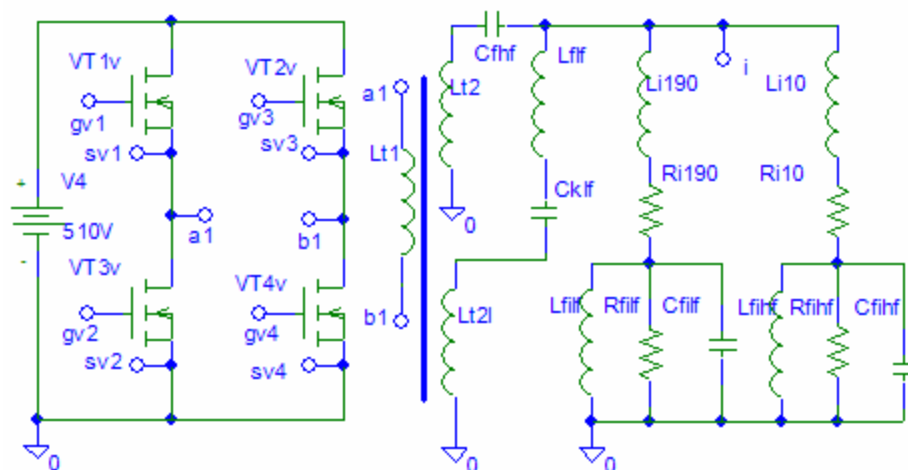 Cfhf
Lflf
i
VT1v
VT2v
Lt2
Li190
Li10
a1
gv1
gv3
sv1
sv3
Lt1
+
V4
Cklf
Ri190
Ri10
510V
a1
b1
0
-
VT3v
VT4v
b1
Lt2l
Lfilf
Rfilf
Cfilf
Lfihf
Rfihf
Cfihf
gv2
gv4
sv2
sv4
0
0
0